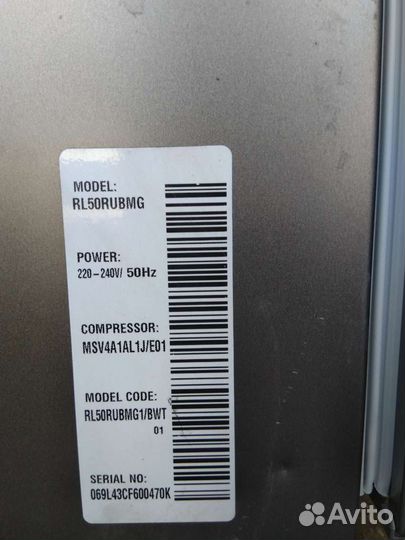 MODEL:
RL50RUBMG
POWER:
220-240V/ 50Hz
COMPRESSOR:
MSV4A1AL1J/E01
MODEL CODE:
RL50RUBMG1/BWT
01
SERIAL NO:
069L43CF600470K
Avito